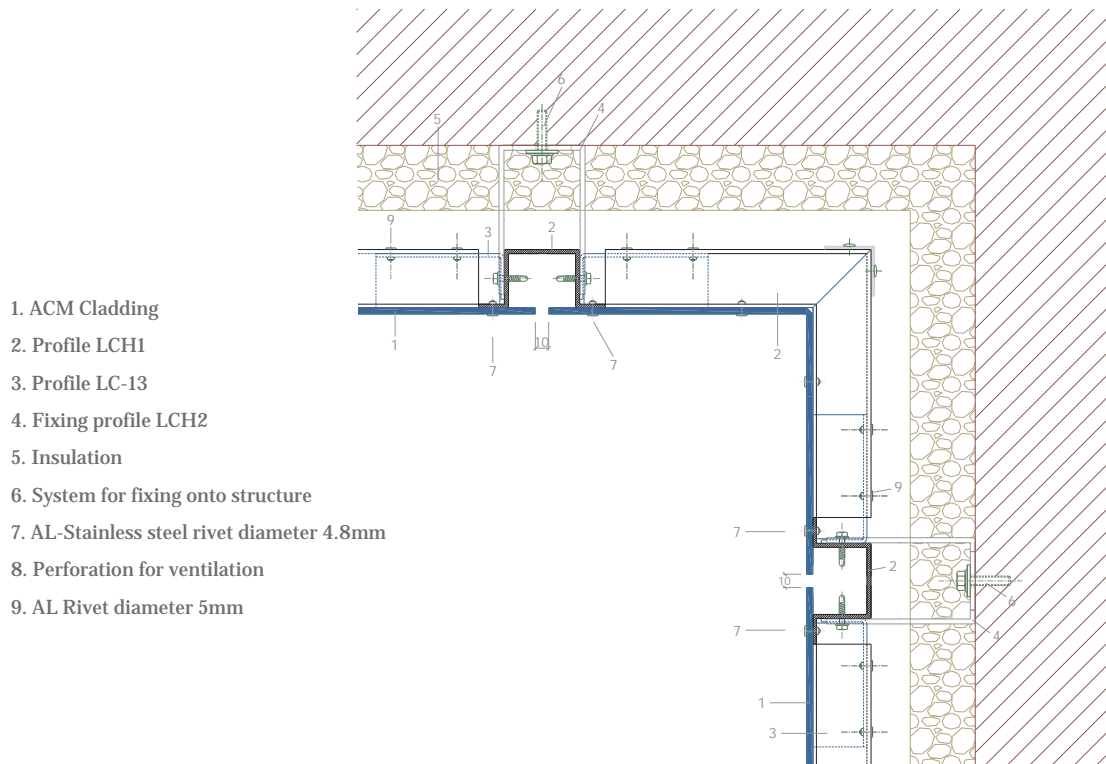 6
4
5
9
3
2
1. ACM Cladding
1
10
7
7
2
2. Profile LCH1
3. Profile LC-13
4. Fixing profile LCH2
5. Insulation
6. System for fixing onto structure
9
7. AL-Stainless steel rivet diameter 4.8mm
7
8. Perforation for ventilation
2
10
6
9. AL Rivet diameter 5mm
7
4
1
3